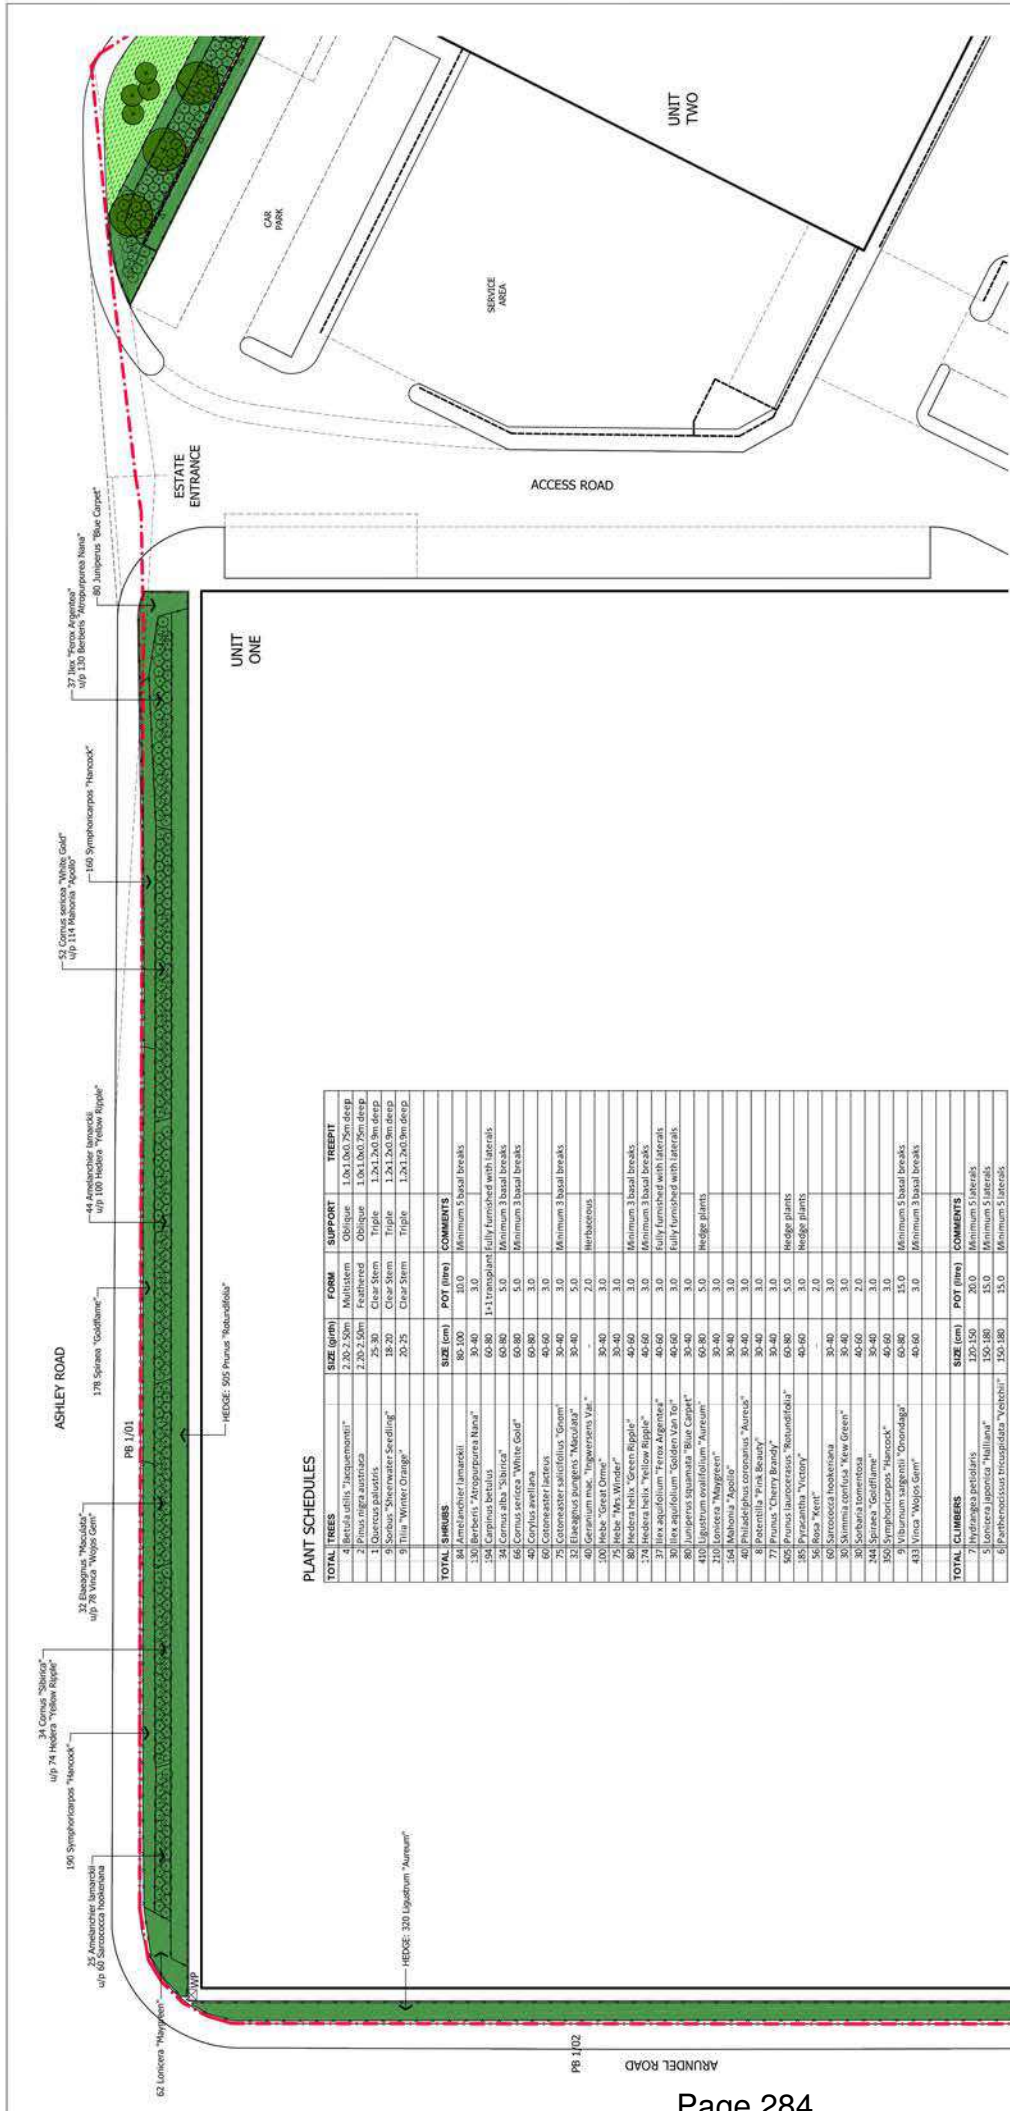 ASHLEY ROAD
PB 1/01
62 Lonicera "Maygreen"
25 Amelanchier lamarckii
u/p 60 Sarcococca hookeriana
190 Symphoricarpos "Hancock"
34 Cornus "Sibirica"
u/p 74 Hedera "Yellow Ripple"
32 Elaeagnus "Maculata"
u/p 78 Vinca "Wojos Gem"
178 Spiraea "Goldflame"
44 Amelanchier lamarckii
u/p 100 Hedera "Yellow Ripple"
52 Cornus sericea "White Gold"
u/p 114 Mahonia "Apollo"
160 Symphoricarpos "Hancock"
37 Ilex "Ferox Argentea"
u/p 130 Berberis "Atropurpurea Nana"
80 Juniperus "Blue Carpet"
ESTATE
ENTRANCE
CAR
PARK
SERVICE
AREA
UNIT
TWO
ACCESS ROAD
UNIT
ONE
HEDGE: 505 Prunus "Rotundifolia"
WP
HEDGE: 320 Ligustrum "Aureum"
PB 1/02
ARUNDEL ROAD
PLANT SCHEDULES
TOTAL TREES SIZE (girth) FORM SUPPORT TREEPIT
4 Betula utilis "Jacquemontii" 2.20-2.50m Multistem Oblique 1.0x1.0x0.75m deep
2 Pinus nigra austriaca 2.20-2.50m Feathered Oblique 1.0x1.0x0.75m deep
1 Quercus palustris 25-30 Clear Stem Triple 1.2x1.2x0.9m deep
9 Sorbus "Sheerwater Seedling" 18-20 Clear Stem Triple 1.2x1.2x0.9m deep
9 Tilia "Winter Orange" 20-25 Clear Stem Triple 1.2x1.2x0.9m deep
TOTAL SHRUBS SIZE (cm) POT (litre) COMMENTS
84 Amelanchier lamarckii 80-100 10.0 Minimum 5 basal breaks
130 Berberis "Atropurpurea Nana" 30-40 3.0
194 Carpinus betulus 60-80 1+1 transplant Fully furnished with laterals
34 Cornus alba "Sibirica" 60-80 5.0 Minimum 3 basal breaks
66 Cornus sericea "White Gold" 60-80 5.0 Minimum 3 basal breaks
40 Corylus avellana 60-80 3.0
60 Cotoneaster lacteus 40-60 3.0
75 Cotoneaster salicifolius "Gnom" 30-40 3.0 Minimum 3 basal breaks
32 Elaeagnus pungens "Maculata" 30-40 5.0
40 Geranium mac. "Ingwersens Var." - 2.0 Herbaceous
100 Hebe "Great Orme" 30-40 3.0
75 Hebe "Mrs Winder" 30-40 3.0
80 Hedera helix "Green Ripple" 40-60 3.0 Minimum 3 basal breaks
174 Hedera helix "Yellow Ripple" 40-60 3.0 Minimum 3 basal breaks
37 Ilex aquifolium "Ferox Argentea" 40-60 3.0 Fully furnished with laterals
30 Ilex aquifolium "Golden Van Tol" 40-60 3.0 Fully furnished with laterals
80 Juniperus squamata "Blue Carpet" 30-40 3.0
410 Ligustrum ovalifolium "Aureum" 60-80 5.0 Hedge plants
210 Lonicera "Maygreen" 30-40 3.0
164 Mahonia "Apollo" 30-40 3.0
40 Philadelphus coronarius "Aureus" 40-60 3.0
8 Potentilla "Pink Beauty" 30-40 3.0
77 Prunus "Cherry Brandy" 30-40 3.0
505 Prunus laurocerasus "Rotundifolia" 60-80 5.0 Hedge plants
185 Pyracantha "Victory" 40-60 3.0 Hedge plants
56 Rosa "Kent" - 2.0
60 Sarcococca hookeriana 30-40 3.0
30 Skimmia confusa "Kew Green" 30-40 3.0
30 Sorbaria tomentosa 40-60 2.0
244 Spiraea "Goldflame" 30-40 3.0
350 Symphoricarpos "Hancock" 40-60 3.0
9 Viburnum sargentii "Onondaga" 60-80 15.0 Minimum 5 basal breaks
433 Vinca "Wojos Gem" 40-60 3.0 Minimum 3 basal breaks
TOTAL CLIMBERS SIZE (cm) POT (litre) COMMENTS
7 Hydrangea petiolaris 120-150 20.0 Minimum 5 laterals
5 Lonicera japonica "Halliana" 150-180 15.0 Minimum 5 laterals
6 Parthenocissus tricuspidata "Veitchii" 150-180 15.0 Minimum 5 laterals
Page 284